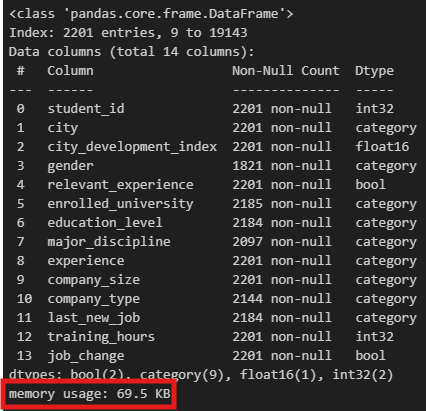 <class 'pandas.core.frame.DataFrame'>
Index: 2201 entries, 9 to 19143
Data columns (total 14 columns):
 #   Column                  Non-Null Count  Dtype
---  ------                  --------------  -----
 0   student_id              2201 non-null   int32
 1   city                    2201 non-null   category
 2   city_development_index  2201 non-null   float16
 3   gender                  1821 non-null   category
 4   relevant_experience     2201 non-null   bool
 5   enrolled_university     2185 non-null   category
 6   education_level         2184 non-null   category
 7   major_discipline        2097 non-null   category
 8   experience              2201 non-null   category
 9   company_size            2201 non-null   category
 10  company_type            2144 non-null   category
 11  last_new_job            2184 non-null   category
 12  training_hours          2201 non-null   int32
 13  job_change              2201 non-null   bool
dtypes: bool(2), category(9), float16(1), int32(2)
memory usage: 69.5 KB